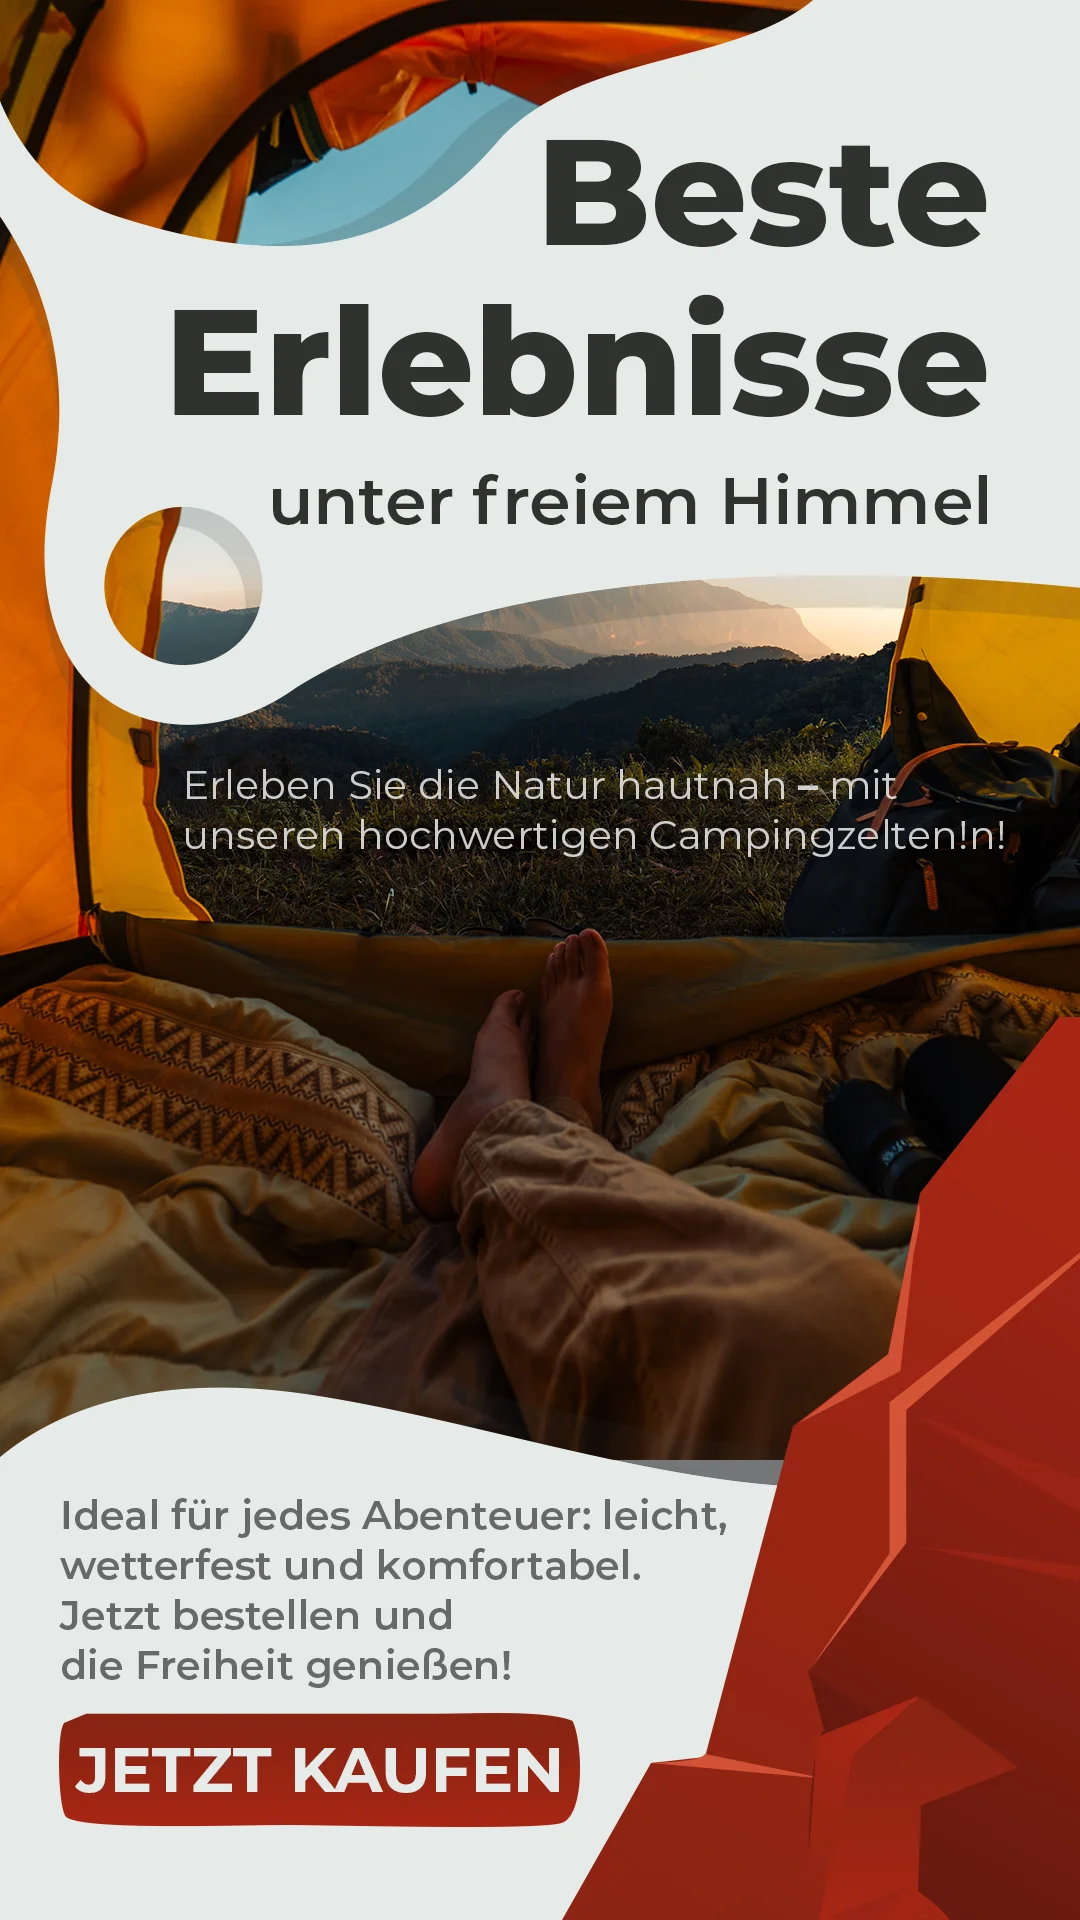 Beste
Erlebnisse
unter freiem Himmel
Erleben Sie die Natur hautnah – mit
unseren hochwertigen Campingzelten!n!
Ideal für jedes Abenteuer: leicht,
wetterfest und komfortabel.
Jetzt bestellen und
die Freiheit genießen!
JETZT KAUFEN